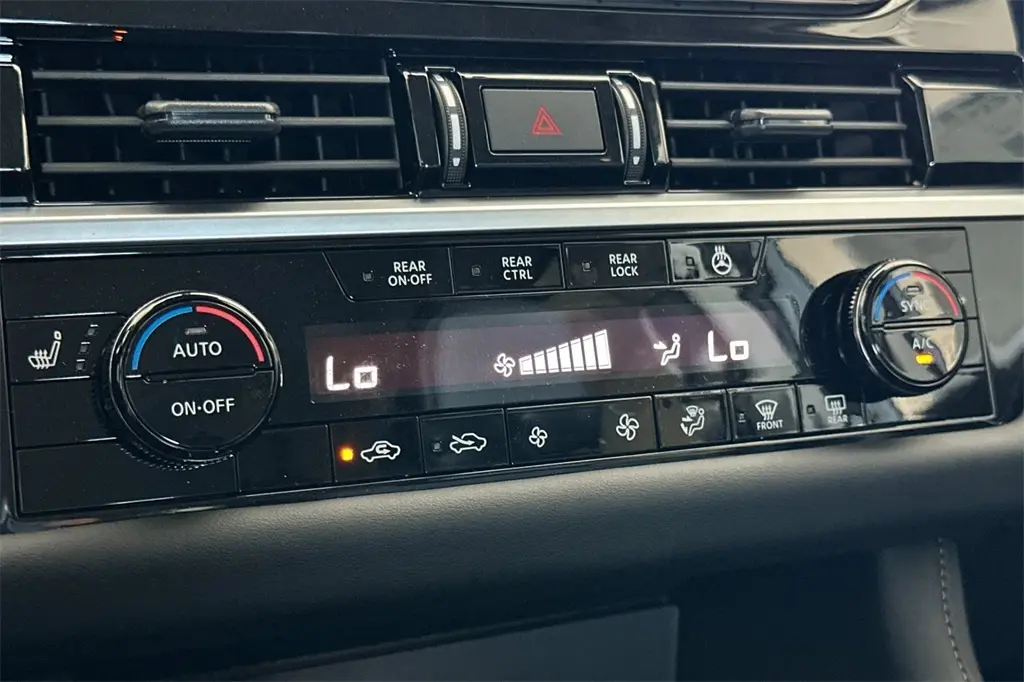 REAR
ON·OFF
REAR
CTRL
REAR
LOCK
AUTO
ON·OFF
Lo
Lo
SYNC
A/C
FRONT
REAR